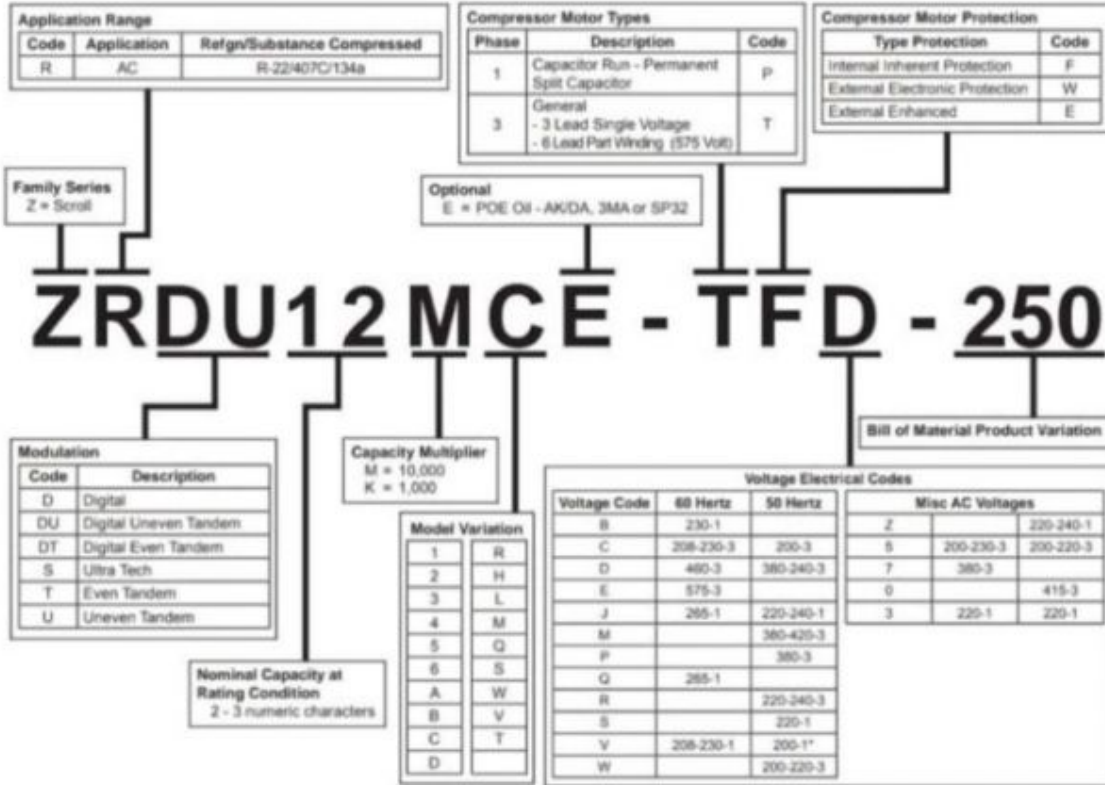 Application Range
Code Application Refgn/Substance Compressed
R AC R-22/407C/134a
Compressor Motor Types
Phase Description Code
1 Capacitor Run - Permanent Split Capacitor P
3 General - 3 Lead Single Voltage - 6 Lead Part Winding (575 Volt) T
Compressor Motor Protection
Type Protection Code
Internal Inherent Protection F
External Electronic Protection W
External Enhanced E
Family Series
Z = Scroll
Optional
E = POE Oil - AK/DA, 3MA or SP32
ZRDU12MCE - TFD - 250
Modulation
Code Description
D Digital
DU Digital Uneven Tandem
DT Digital Even Tandem
S Ultra Tech
T Even Tandem
U Uneven Tandem
Nominal Capacity at
Rating Condition
2 - 3 numeric characters
Capacity Multiplier
M = 10,000
K = 1,000
Model Variation
1 R
2 H
3 L
4 M
5 Q
6 S
A W
B V
C T
D
Bill of Material Product Variation
Voltage Electrical Codes
Voltage Code 60 Hertz 50 Hertz
B 230-1
C 208-230-3 200-3
D 460-3 380-240-3
E 575-3
J 265-1 220-240-1
M 380-420-3
P 380-3
Q 265-1
R 220-240-3
S 220-1
V 208-230-1 200-1*
W 200-220-3
Misc AC Voltages
Z 220-240-1
5 200-230-3 200-220-3
7 380-3
0 415-3
3 220-1 220-1